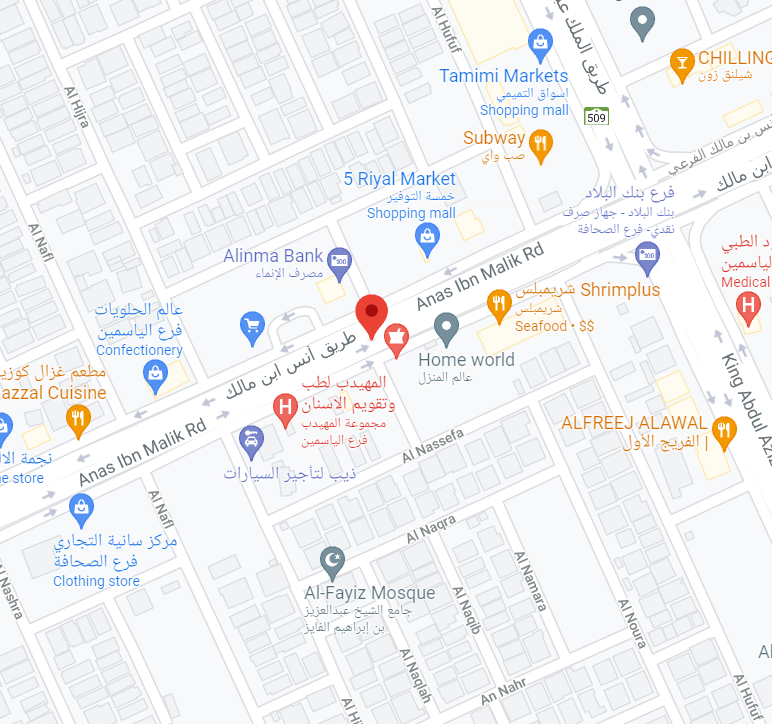 Al Hufuf
طريق الملك عب
CHILLING
شيلنق زون
Tamimi Markets
اسواق التميمي
Shopping mall
509
Al Hijra
Subway
صب واي
نس بن مالك الفرعي
ابن مالك
5 Riyal Market
خمسة التوفير
Shopping mall
فرع بنك البلاد
بنك البلاد - جهاز صرف
نقدي- فرع الصحافة
Al Nafl
Alinma Bank
مصرف الإنماء
Anas Ibn Malik Rd
د الطبي
لياسمين
Medical
شريمبلس Shrimplus
شريمبلس
Seafood • $$
عالم الحلويات
فرع الياسمين
Confectionery
طريق أنس ابن مالك
Home world
عالم المنزل
مطعم غزال كوزي
azzal Cuisine
المهيدب لطب
وتقويم الاسنان
مجموعة المهيدب
فرع الياسمين
King Abdul Aziz
ALFREEJ ALAWAL
| الفريج الأول
Anas Ibn Malik Rd
Al Nassefa
نجمة الا
e store
ذيب لتأجير السيارات
Al Nafl
Al Naqra
مركز سانية التجاري
فرع الصحافة
Clothing store
Al Nashra
Al-Fayiz Mosque
جامع الشيخ عبدالعزيز
بن إبراهيم الفايز
Al Naqib
Al Namara
Al Noura
Al Naqlah
An Nahr
Al Hi
Al Hufuf
Al